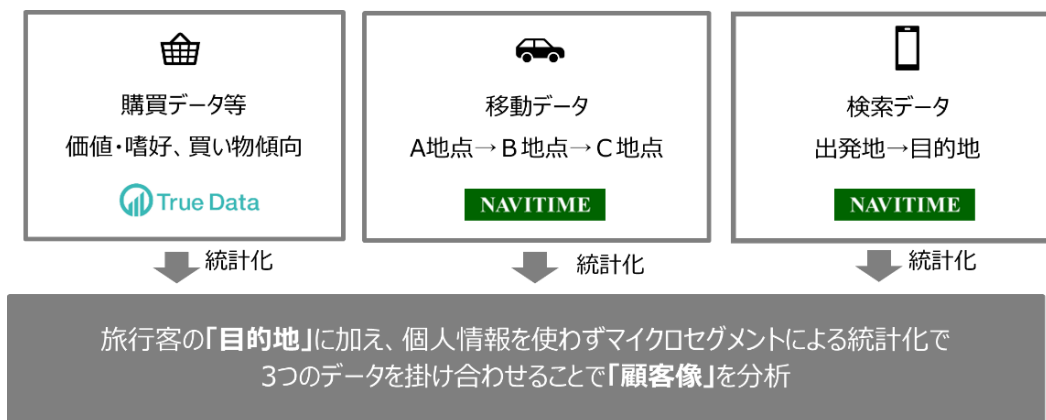 購買データ等
価値・嗜好、買い物傾向
True Data
移動データ
A地点→B地点→C地点
NAVITIME
検索データ
出発地→目的地
NAVITIME
統計化
統計化
統計化
旅行客の「目的地」に加え、個人情報を使わずマイクロセグメントによる統計化で
3つのデータを掛け合わせることで「顧客像」を分析